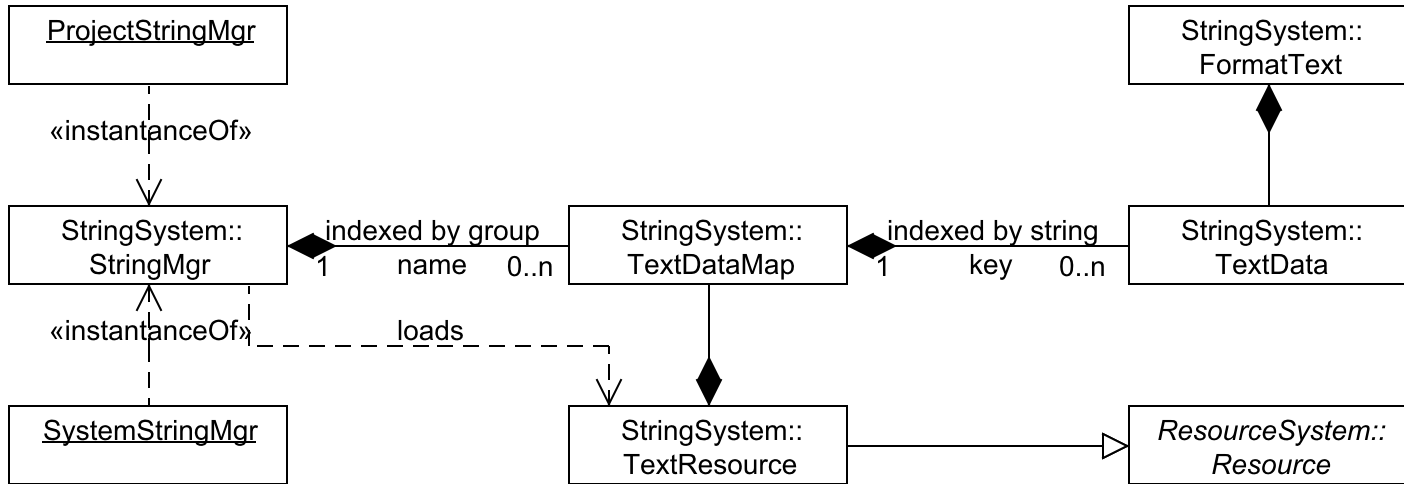 ProjectStringMgr
StringSystem::
FormatText
«instantanceOf»
StringSystem::
StringMgr
indexed by group
name
1
0..n
StringSystem::
TextDataMap
indexed by string
key
1
0..n
StringSystem::
TextData
«instantanceOf»
loads
SystemStringMgr
StringSystem::
TextResource
ResourceSystem::
Resource